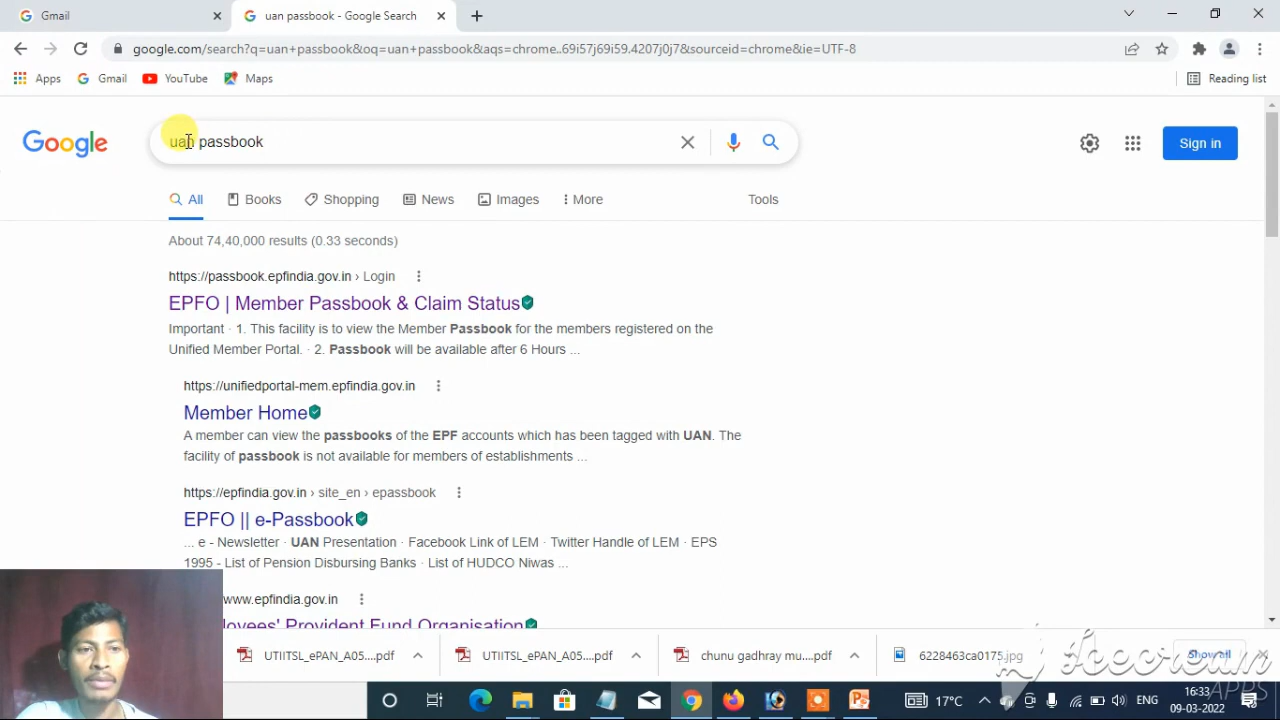 Gmail
uan passbook - Google Search
google.com/search?q=uan+passbook&oq=uan+passbook&aqs=chrome..69i57j69i59.4207j0j7&sourceid=chrome&ie=UTF-8
Apps Gmail YouTube Maps Reading list
Google
uan passbook
Sign in
All Books Shopping News Images More Tools
About 74,40,000 results (0.33 seconds)
https://passbook.epfindia.gov.in › Login
EPFO | Member Passbook & Claim Status
Important · 1. This facility is to view the Member Passbook for the members registered on the
Unified Member Portal. · 2. Passbook will be available after 6 Hours ...
https://unifiedportal-mem.epfindia.gov.in
Member Home
A member can view the passbooks of the EPF accounts which has been tagged with UAN. The
facility of passbook is not available for members of establishments ...
https://epfindia.gov.in › site_en › epassbook
EPFO || e-Passbook
... e - Newsletter · UAN Presentation · Facebook Link of LEM · Twitter Handle of LEM · EPS
1995 - List of Pension Disbursing Banks · List of HUDCO Niwas ...
www.epfindia.gov.in
oyees' Provident Fund Organisation
UTIITSL_ePAN_A05....pdf
UTIITSL_ePAN_A05....pdf
chunu gadhray mu....pdf
6228463ca0175.jpg
Show all
Icecream
APPS
17°C
ENG
16:33
09-03-2022